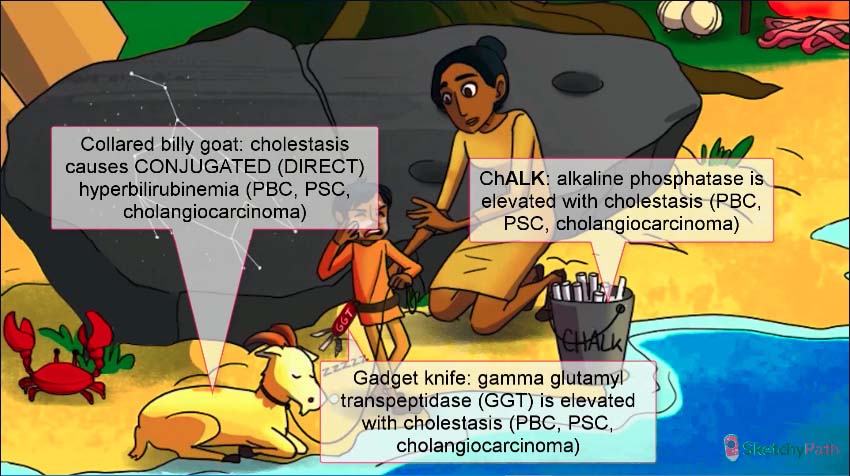 Collared billy goat: cholestasis
causes CONJUGATED (DIRECT)
hyperbilirubinemia (PBC, PSC,
cholangiocarcinoma)
ChALK: alkaline phosphatase is
elevated with cholestasis (PBC,
PSC, cholangiocarcinoma)
GGT
CHALK
zzzzz
Gadget knife: gamma glutamyl
transpeptidase (GGT) is elevated
with cholestasis (PBC, PSC,
cholangiocarcinoma)
SketchyPath